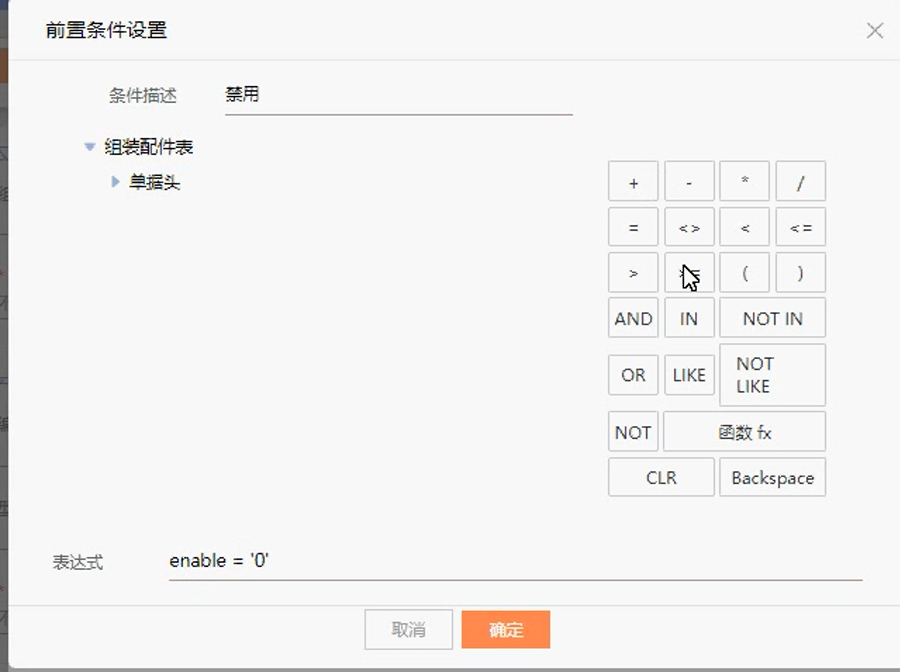 前置条件设置
条件描述 禁用
组装配件表
单据头
+ - * /
= <> < <=
> ( )
AND IN NOT IN
OR LIKE NOT LIKE
NOT 函数 fx
CLR Backspace
表达式 enable = '0'
取消 确定